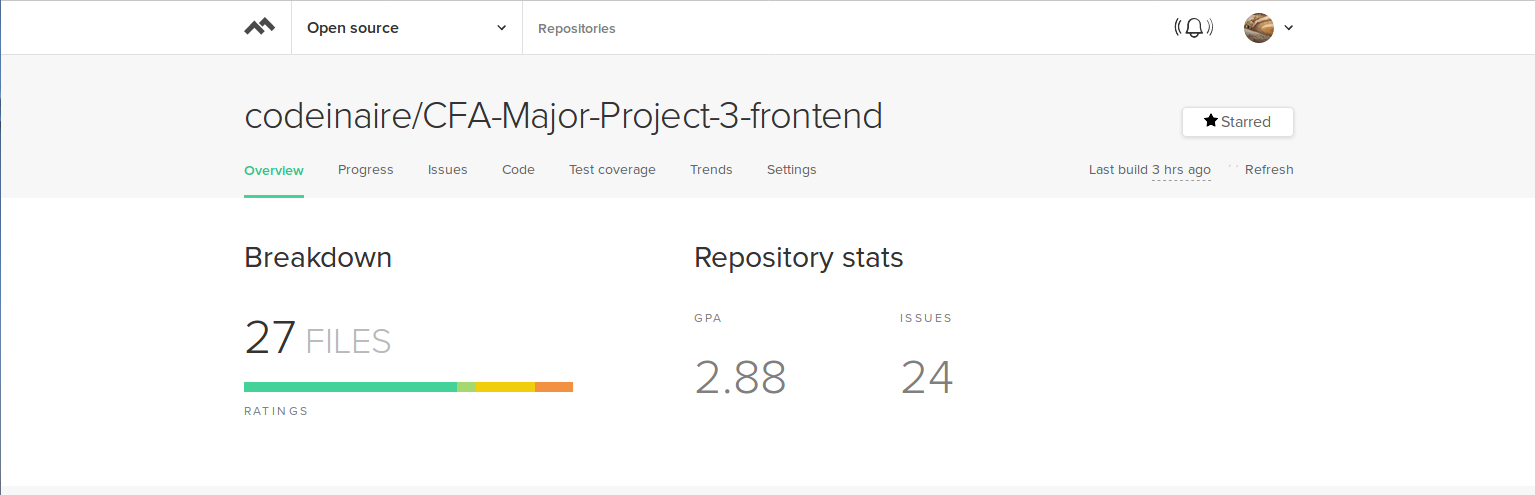 Open source Repositories
codeinaire/CFA-Major-Project-3-frontend
Starred
Overview Progress Issues Code Test coverage Trends Settings Last build 3 hrs ago Refresh
Breakdown Repository stats
27 FILES
GPA ISSUES
2.88 24
RATINGS